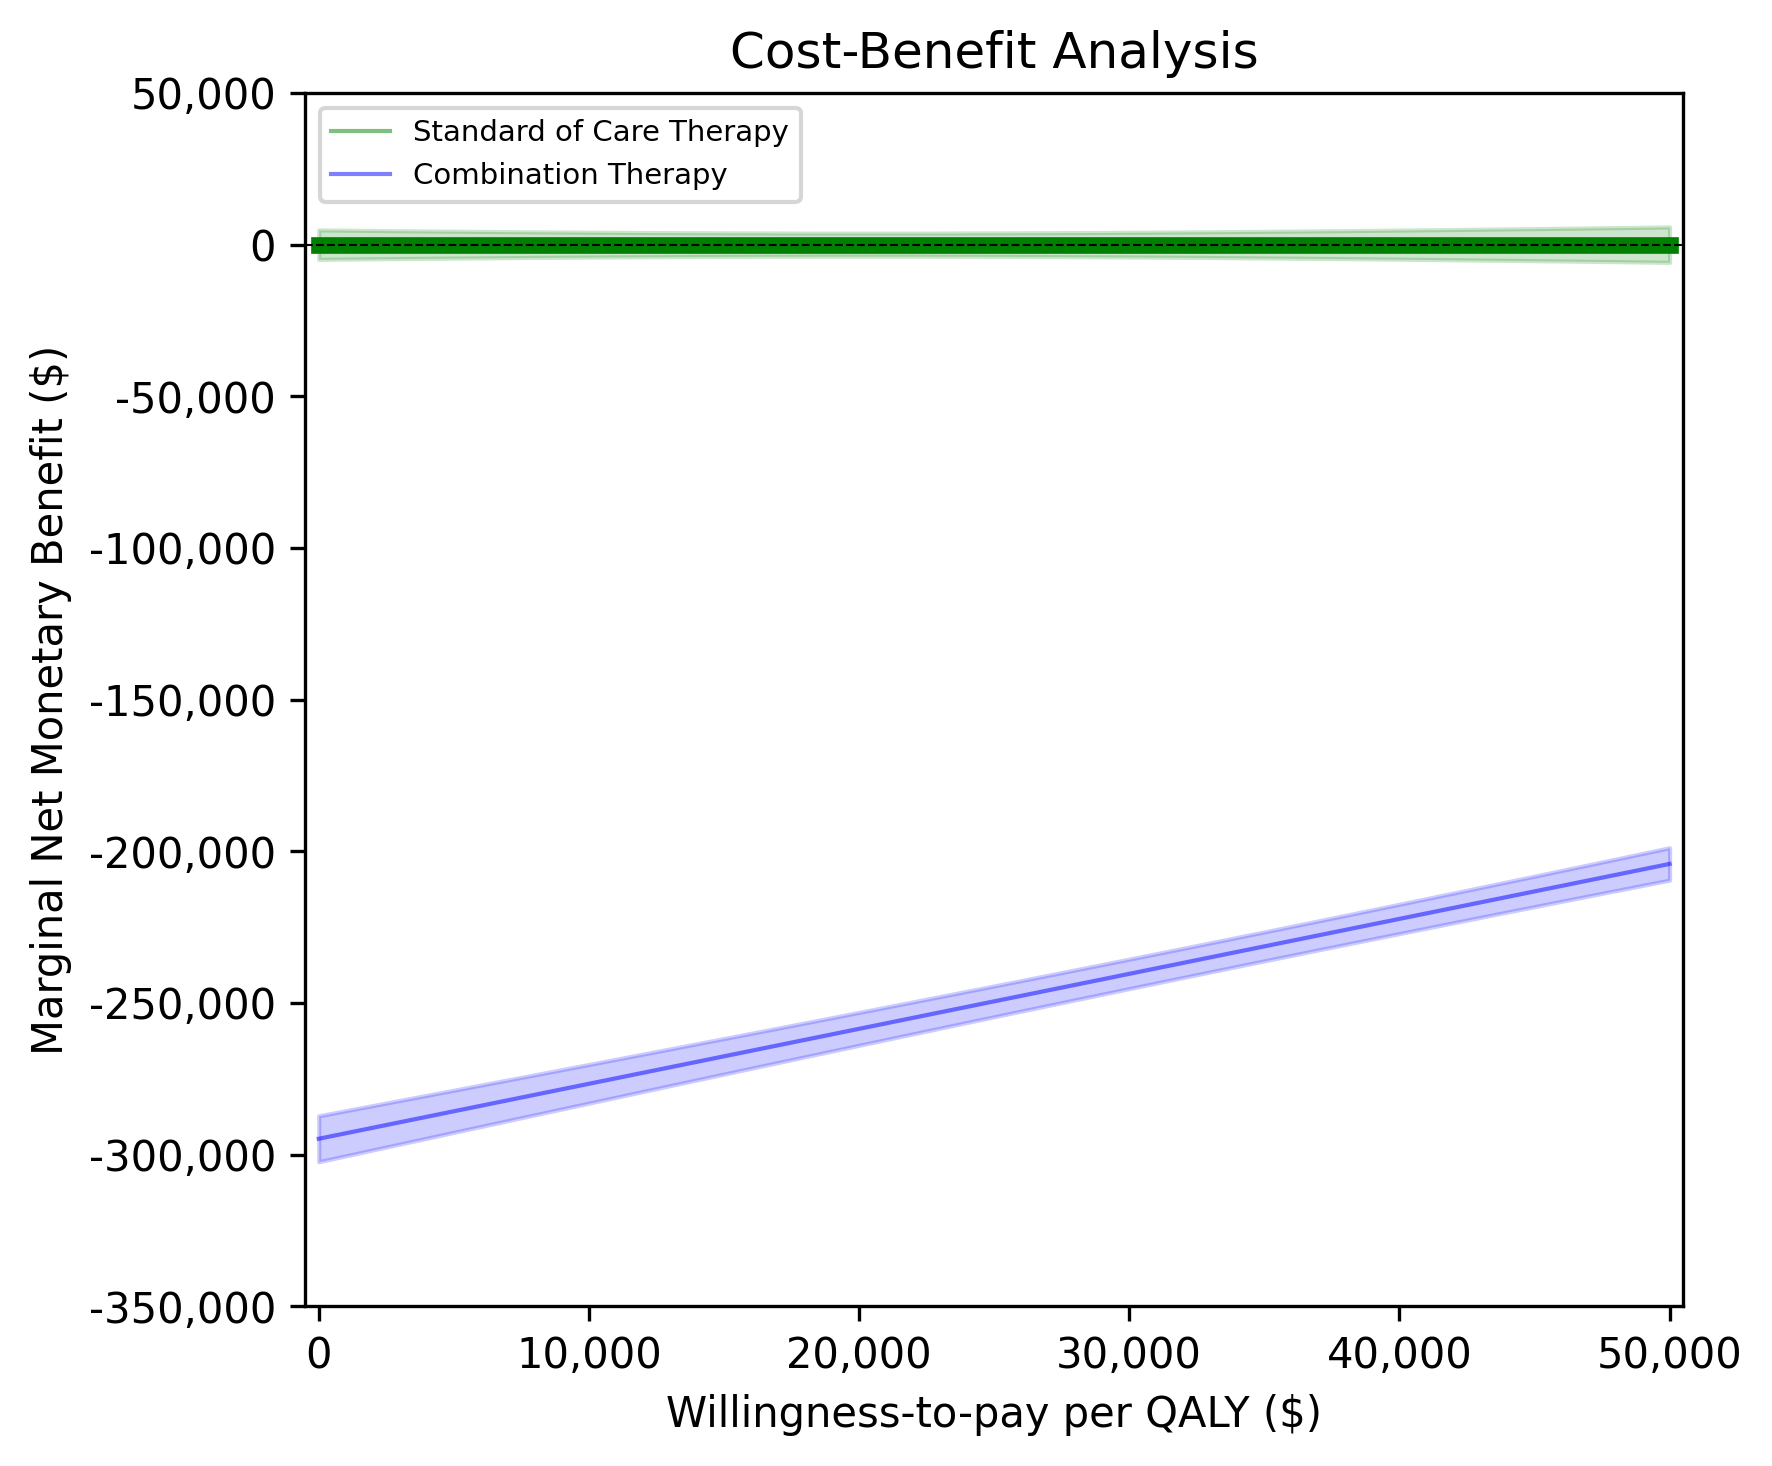 Cost-Benefit Analysis
50,000
0
-50,000
-100,000
-150,000
-200,000
-250,000
-300,000
-350,000
Marginal Net Monetary Benefit ($)
Standard of Care Therapy
Combination Therapy
0 10,000 20,000 30,000 40,000 50,000
Willingness-to-pay per QALY ($)